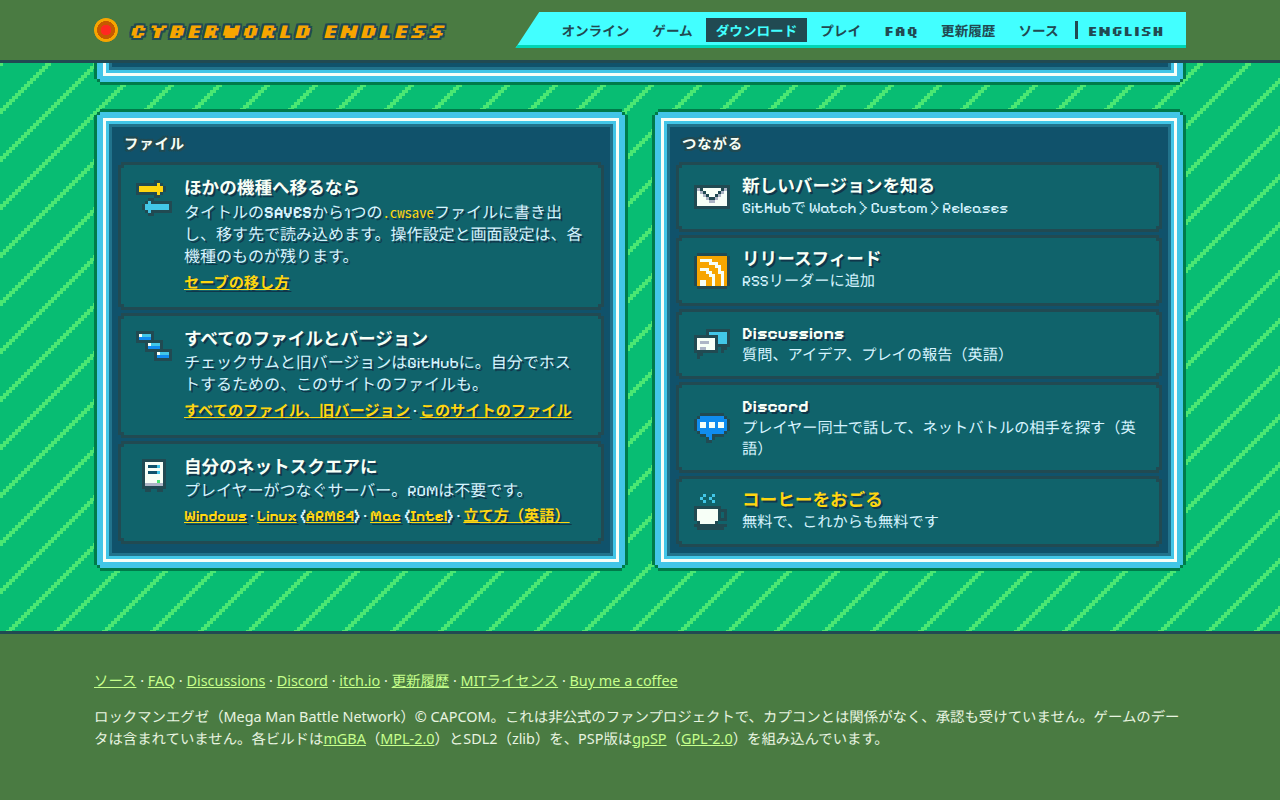 CYBERWORLD ENDLESS
オンライン ゲーム ダウンロード プレイ FAQ 更新履歴 ソース ENGLISH
ファイル
ほかの機種へ移るなら
タイトルのSAVESから1つの.cwsaveファイルに書き出
し、移す先で読み込めます。操作設定と画面設定は、各
機種のものが残ります。
セーブの移し方
すべてのファイルとバージョン
チェックサムと旧バージョンはGitHubに。自分でホス
トするための、このサイトのファイルも。
すべてのファイル、旧バージョン · このサイトのファイル
自分のネットスクエアに
プレイヤーがつなぐサーバー。ROMは不要です。
Windows · Linux (ARM64) · Mac (Intel) · 立て方（英語）
つながる
新しいバージョンを知る
GitHubで Watch > Custom > Releases
リリースフィード
RSSリーダーに追加
Discussions
質問、アイデア、プレイの報告（英語）
Discord
プレイヤー同士で話して、ネットバトルの相手を探す（英
語）
コーヒーをおごる
無料で、これからも無料です
ソース · FAQ · Discussions · Discord · itch.io · 更新履歴 · MITライセンス · Buy me a coffee
ロックマンエグゼ（Mega Man Battle Network）© CAPCOM。これは非公式のファンプロジェクトで、カプコンとは関係がなく、承認も受けていません。ゲームのデー
タは含まれていません。各ビルドはmGBA（MPL-2.0）とSDL2（zlib）を、PSP版はgpSP（GPL-2.0）を組み込んでいます。